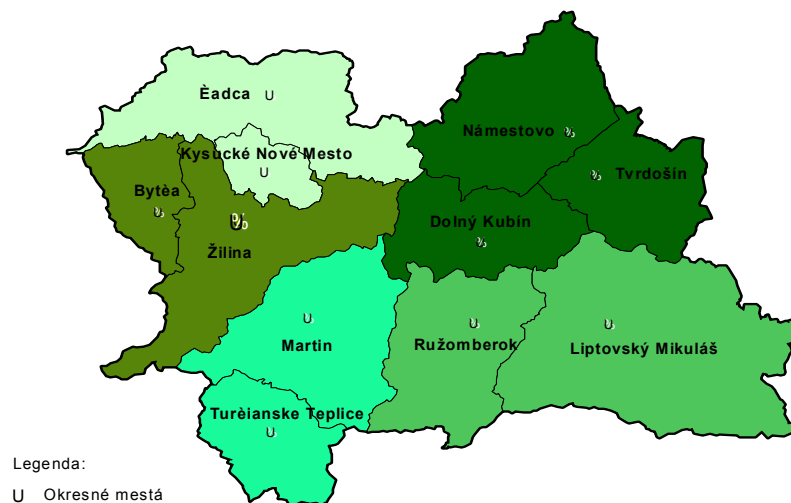 Èadca U
Námestovo %
Kysucké Nové Mesto
U
Tvrdošín
Bytèa
U
Dolný Kubín
U
Žilina
U
Martin
U
Ružomberok
U
Liptovský Mikuláš
U
Turèianske Teplice
U
Legenda:
U Okresné mestá